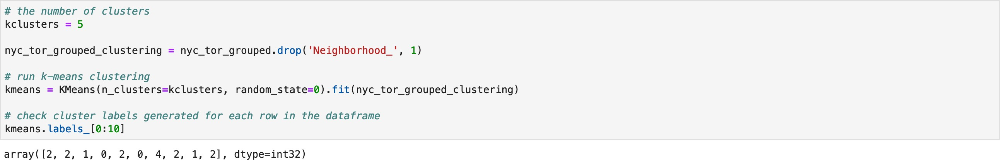 # the number of clusters
kclusters = 5
nyc_tor_grouped_clustering = nyc_tor_grouped.drop('Neighborhood_', 1)
# run k-means clustering
kmeans = KMeans(n_clusters=kclusters, random_state=0).fit(nyc_tor_grouped_clustering)
# check cluster labels generated for each row in the dataframe
kmeans.labels_[0:10]
array([2, 2, 1, 0, 2, 0, 4, 2, 1, 2], dtype=int32)